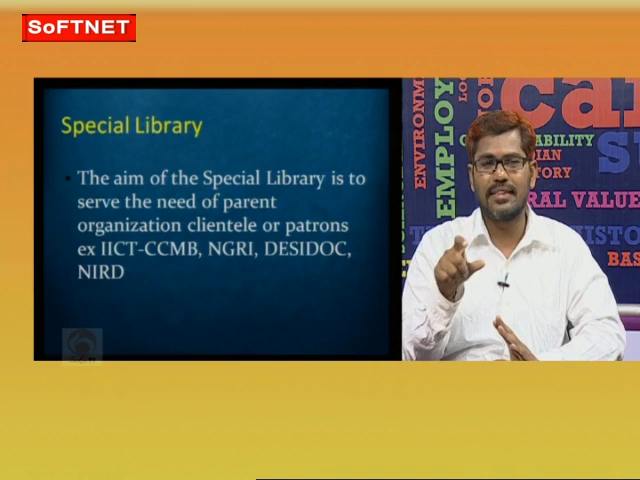 SoFTNET
Special Library
The aim of the Special Library is to
serve the need of parent
organization clientele or patrons
ex IICT-CCMB, NGRI, DESIDOC,
NIRD
ENVIRONM
EMPLOY
ABILITY
RAL VALUE
BAS